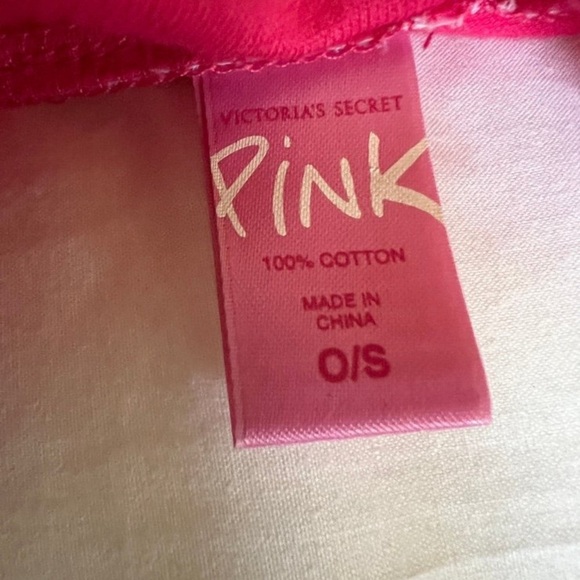 VICTORIA'S SECRET
PiNK
100% COTTON
MADE IN
CHINA
O/S